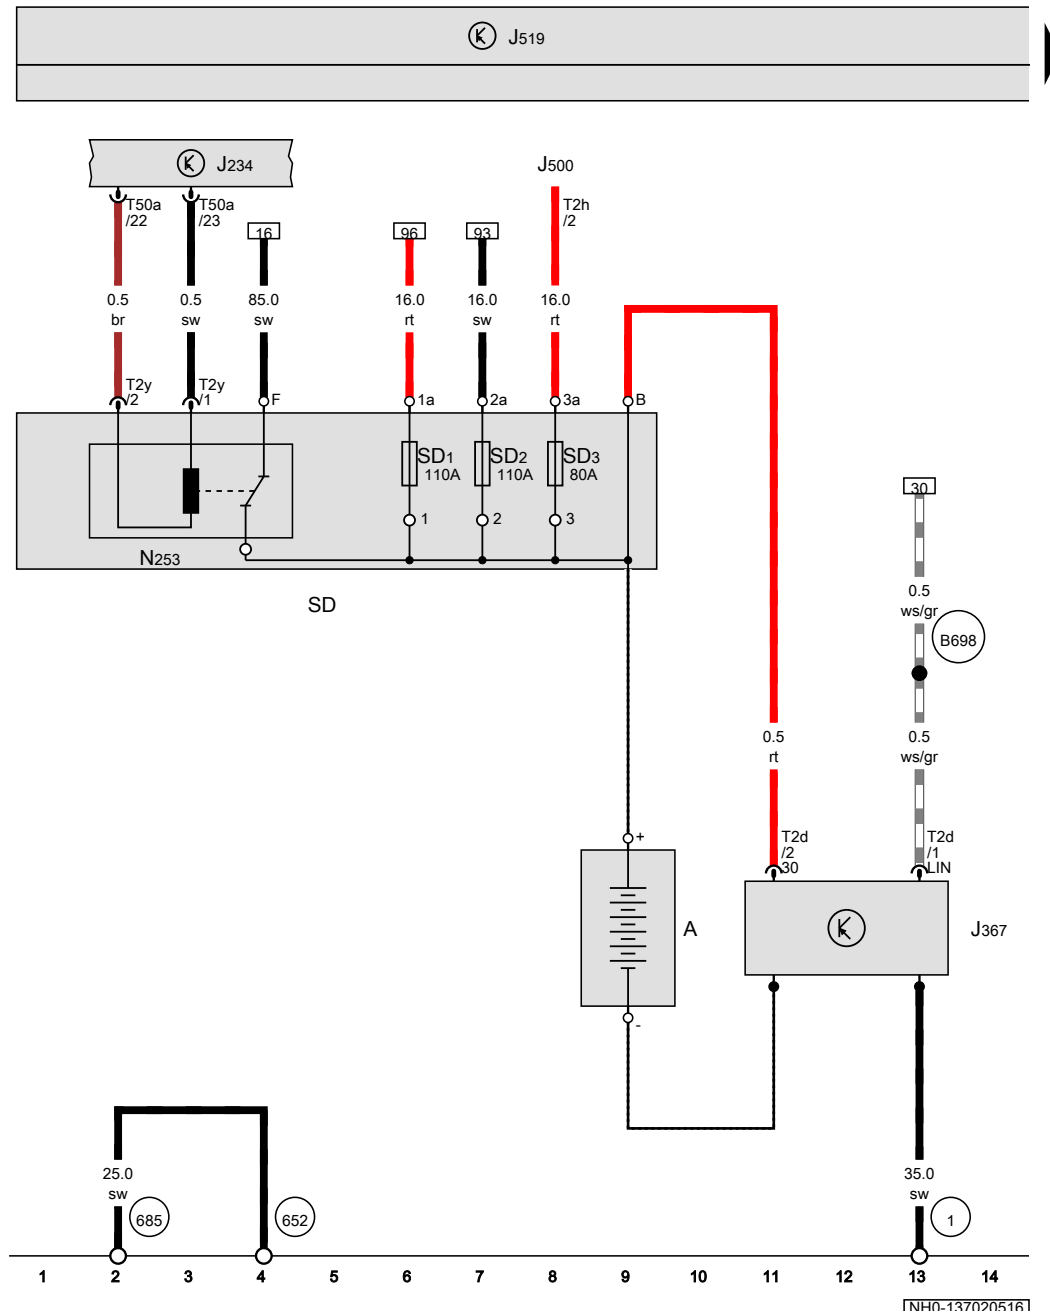 J519
J234
J500
T50a
/22
T50a
/23
T2h
/2
16
96
93
0.5
br
0.5
sw
85.0
sw
16.0
rt
16.0
sw
16.0
rt
T2y
/2
T2y
/1
F
1a
2a
3a
B
SD1
110A
SD2
110A
SD3
80A
1
2
3
N253
SD
30
0.5
ws/gr
B698
0.5
rt
0.5
ws/gr
T2d
/2
30
T2d
/1
LIN
+
A
J367
-
25.0
sw
685
652
35.0
sw
1
1 2 3 4 5 6 7 8 9 10 11 12 13 14
NH0-137020516